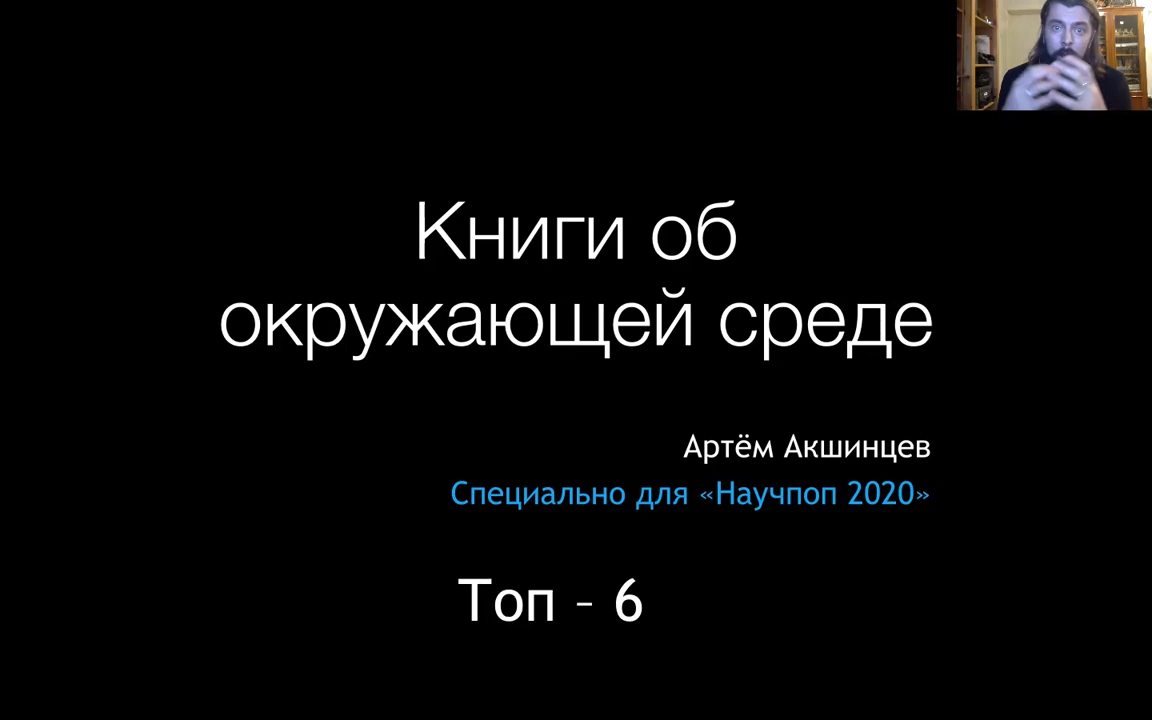 Книги об
окружающей среде
Артём Акшинцев
Специально для «Научпоп 2020»
Топ – 6